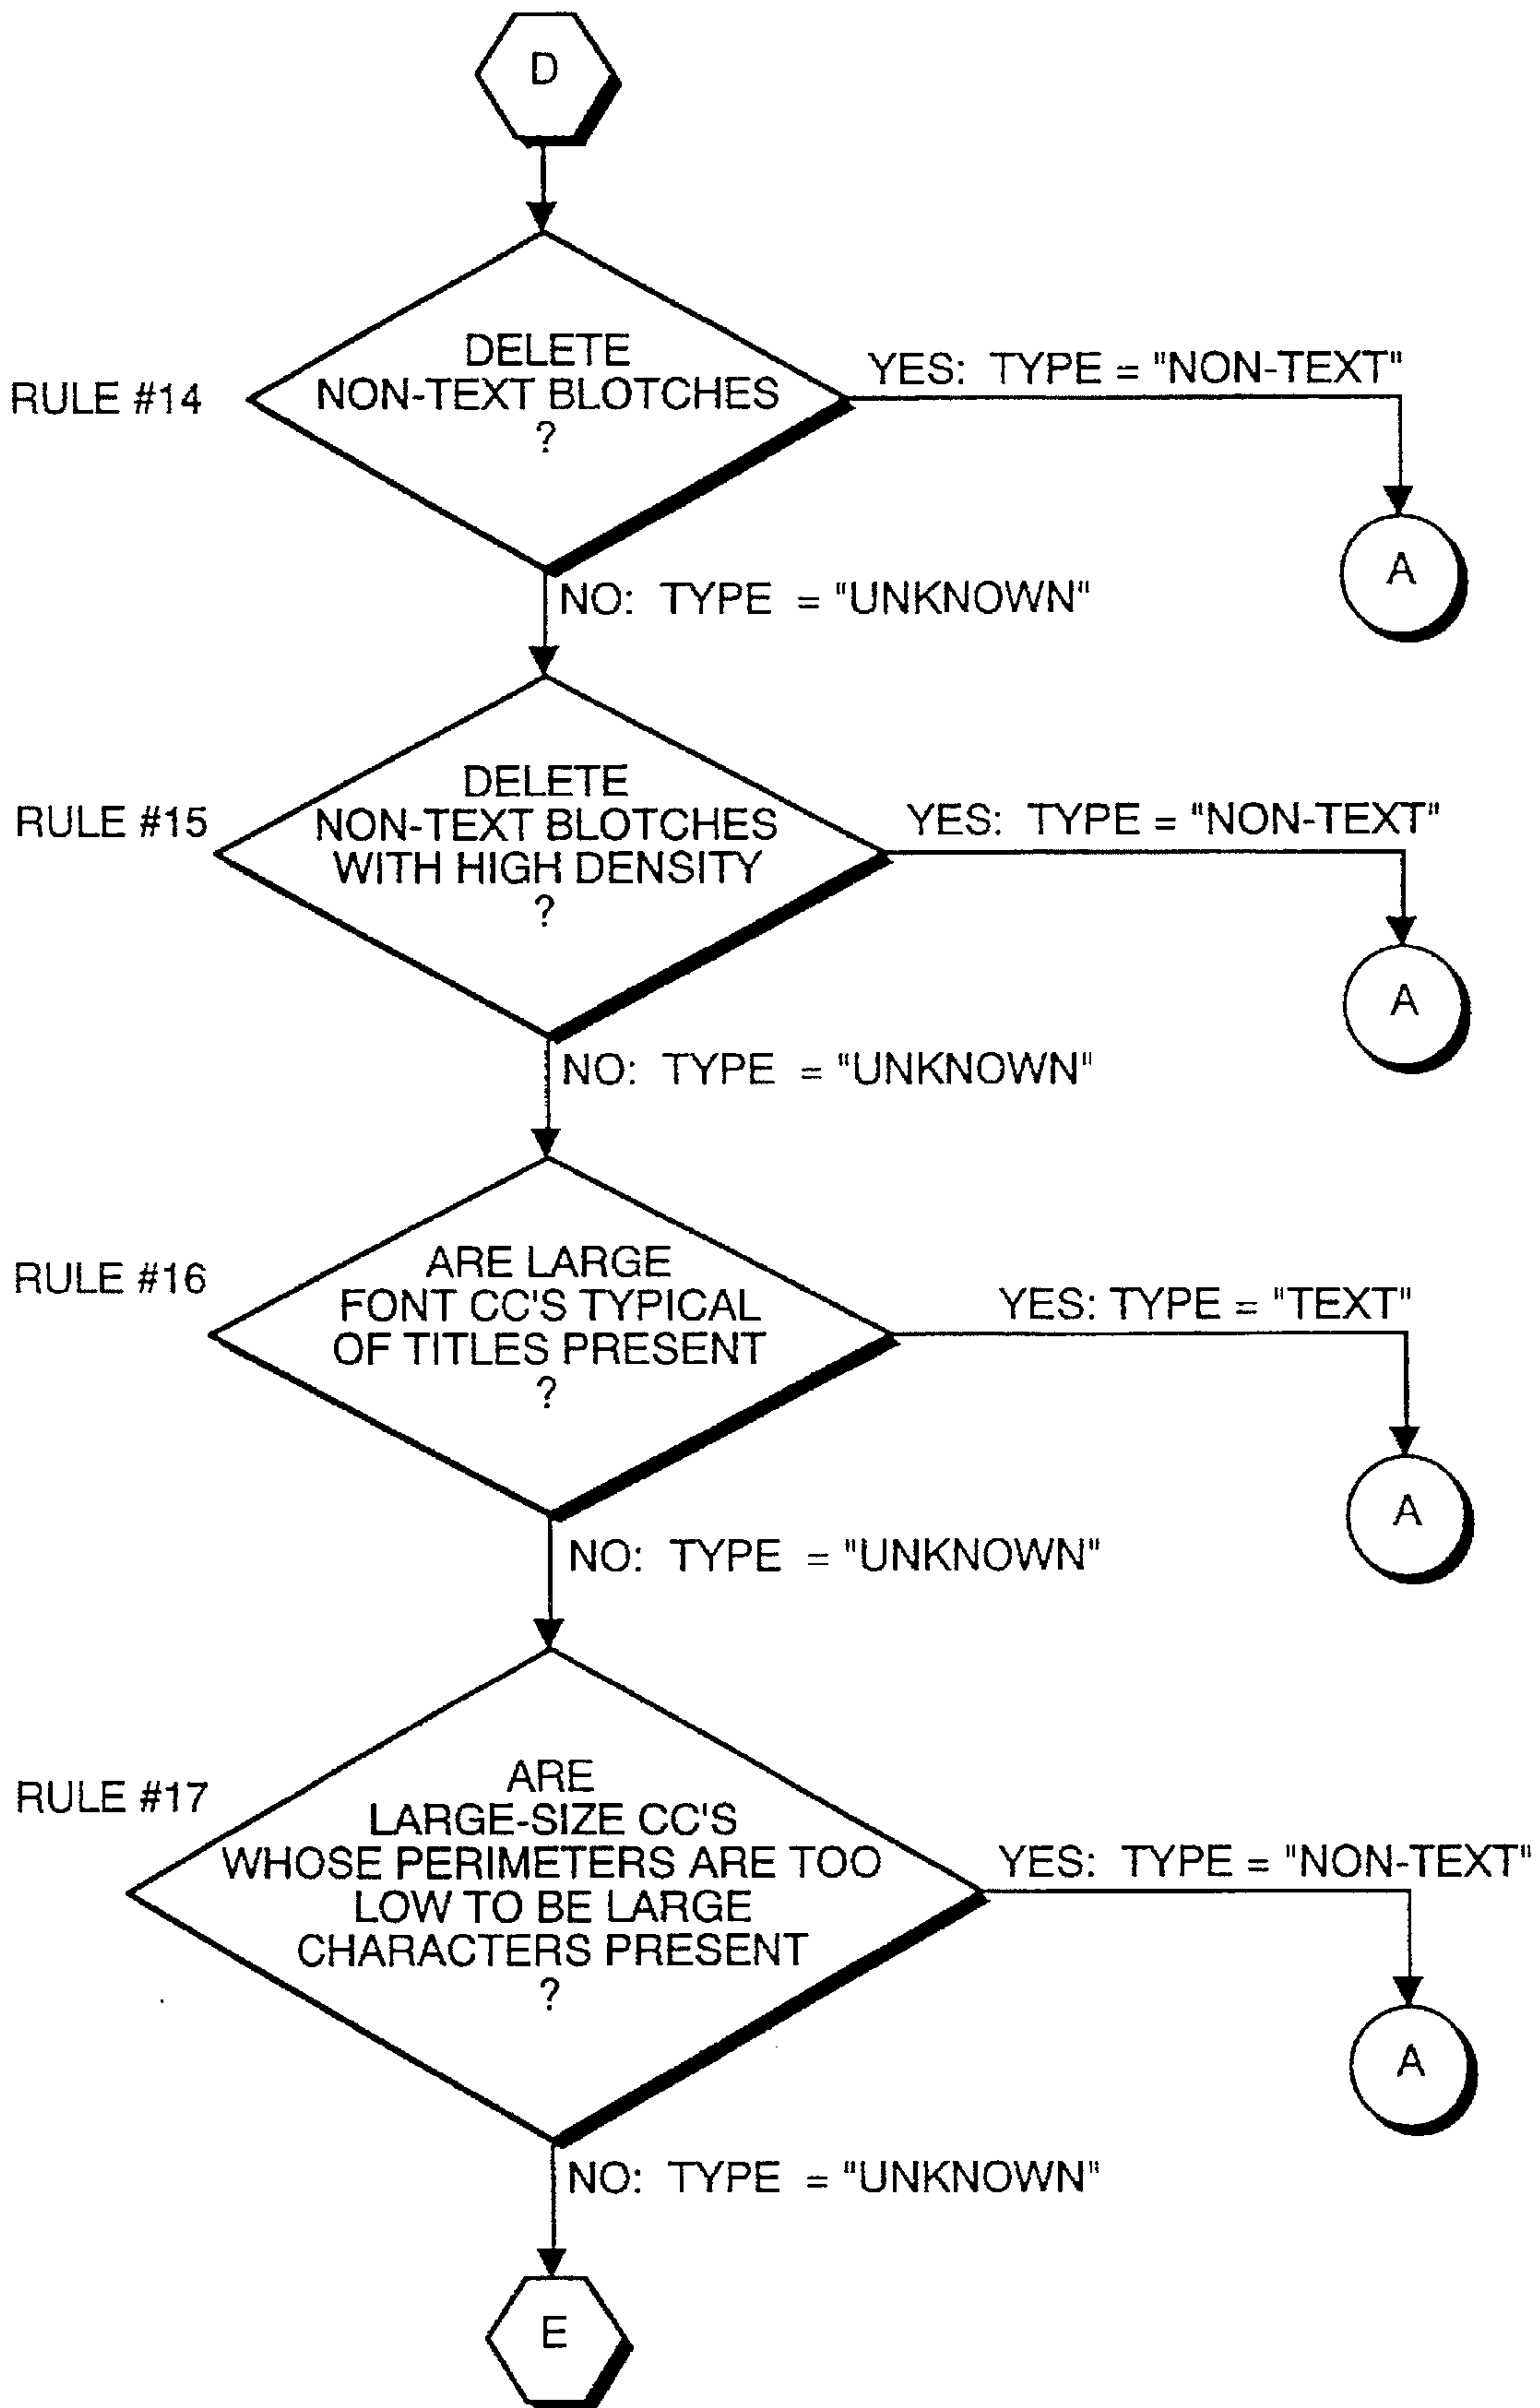 D
DELETE
NON-TEXT BLOTCHES
?
RULE #14
YES: TYPE = "NON-TEXT"
A
NO: TYPE = "UNKNOWN"
DELETE
NON-TEXT BLOTCHES
WITH HIGH DENSITY
?
RULE #15
YES: TYPE = "NON-TEXT"
A
NO: TYPE = "UNKNOWN"
ARE LARGE
FONT CC'S TYPICAL
OF TITLES PRESENT
?
RULE #16
YES: TYPE = "TEXT"
A
NO: TYPE = "UNKNOWN"
ARE
LARGE-SIZE CC'S
WHOSE PERIMETERS ARE TOO
LOW TO BE LARGE
CHARACTERS PRESENT
?
RULE #17
YES: TYPE = "NON-TEXT"
A
NO: TYPE = "UNKNOWN"
E